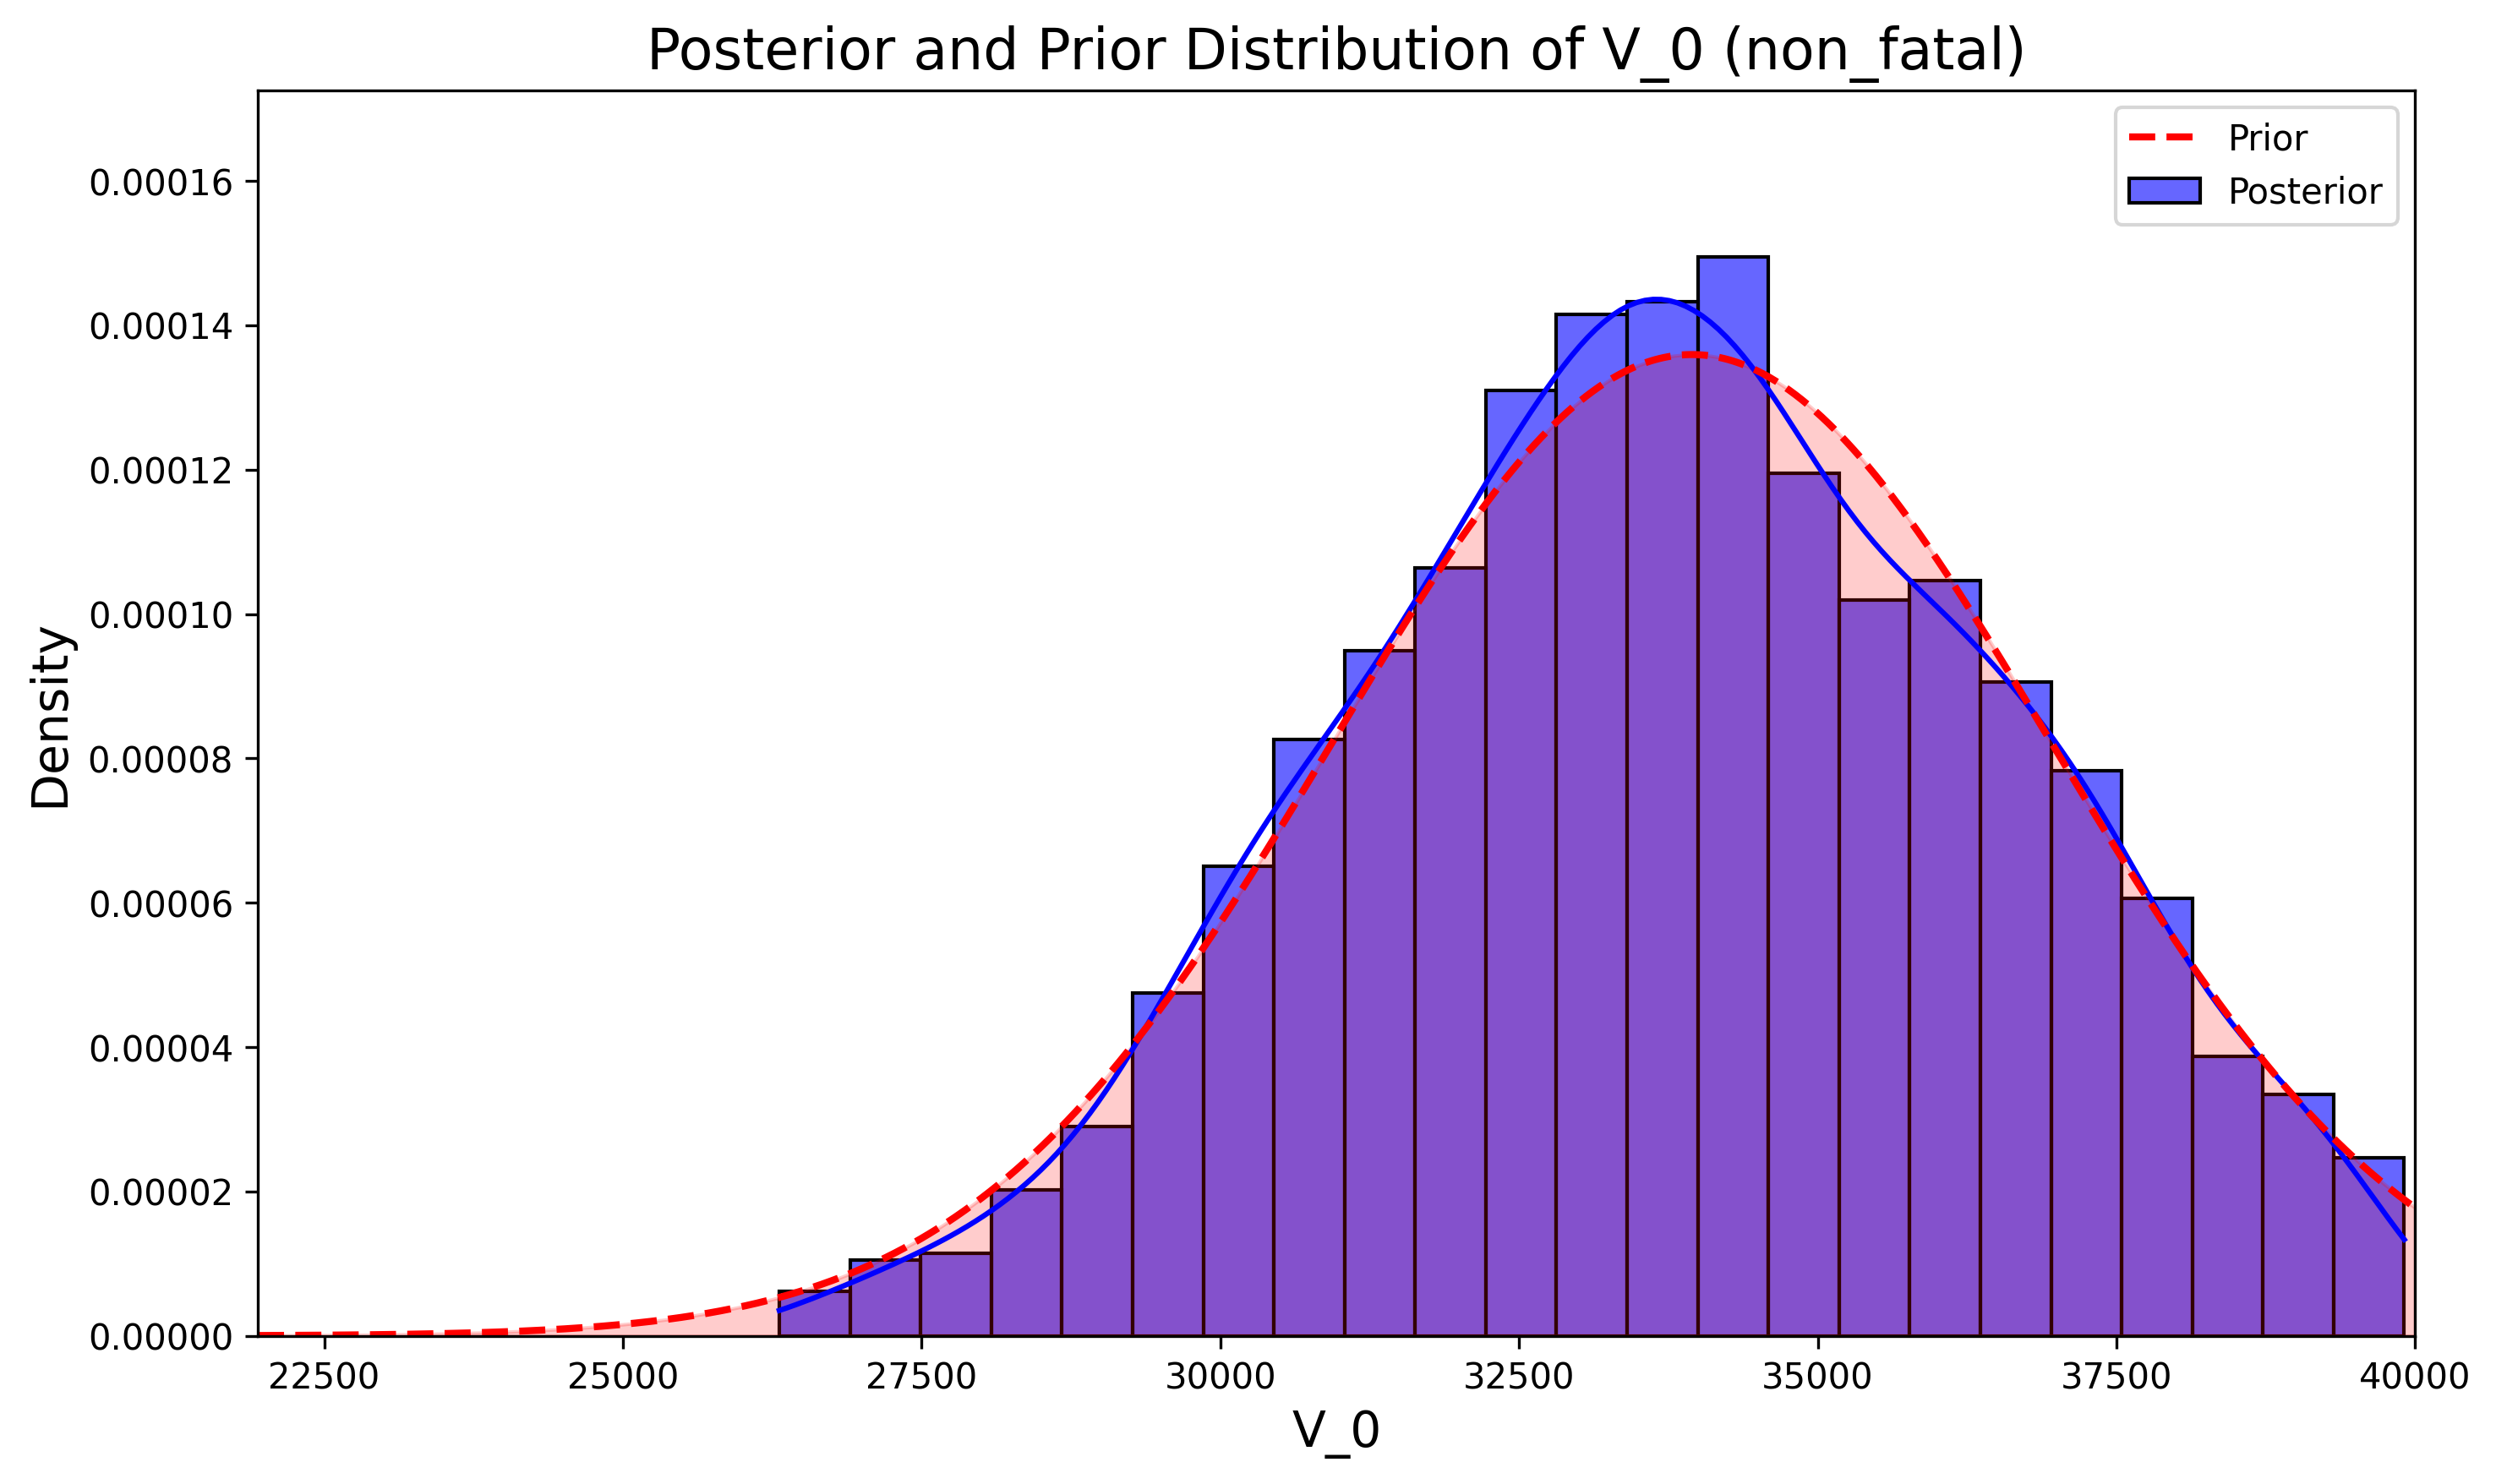 Posterior and Prior Distribution of V_0 (non_fatal)
Prior
Posterior
0.00016
0.00014
0.00012
0.00010
0.00008
0.00006
0.00004
0.00002
0.00000
Density
22500 25000 27500 30000 32500 35000 37500 40000
V_0